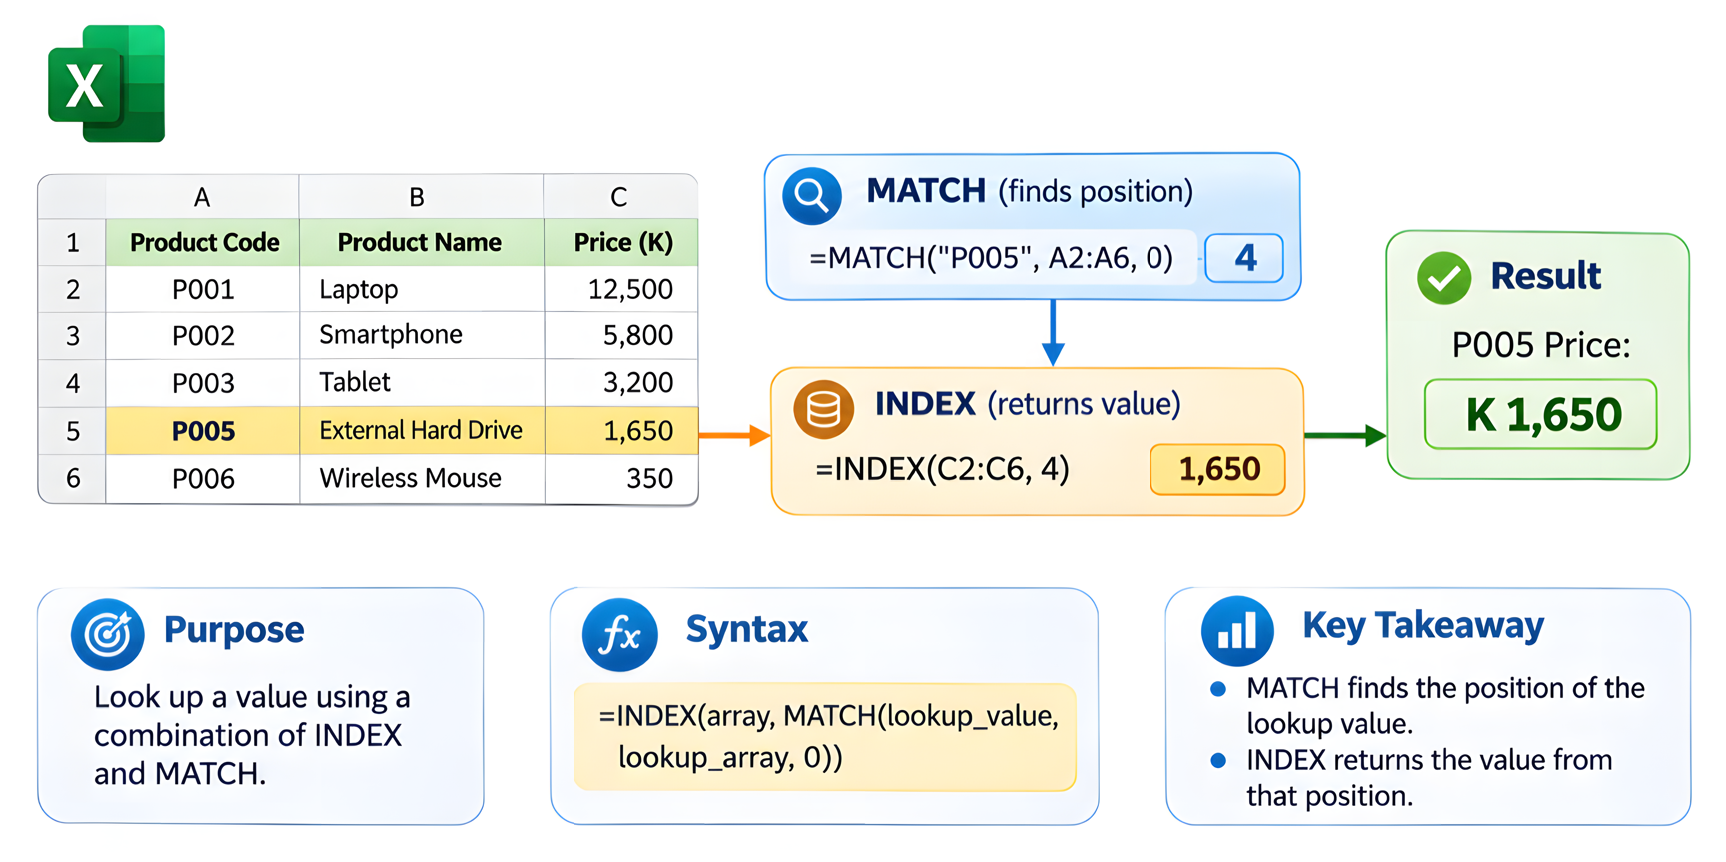 X
A B C
1 Product Code Product Name Price (K)
2 P001 Laptop 12,500
3 P002 Smartphone 5,800
4 P003 Tablet 3,200
5 P005 External Hard Drive 1,650
6 P006 Wireless Mouse 350
MATCH (finds position)
=MATCH("P005", A2:A6, 0) 4
INDEX (returns value)
=INDEX(C2:C6, 4) 1,650
Result
P005 Price:
K 1,650
Purpose
Look up a value using a
combination of INDEX
and MATCH.
fx Syntax
=INDEX(array, MATCH(lookup_value,
lookup_array, 0))
Key Takeaway
• MATCH finds the position of the
lookup value.
• INDEX returns the value from
that position.